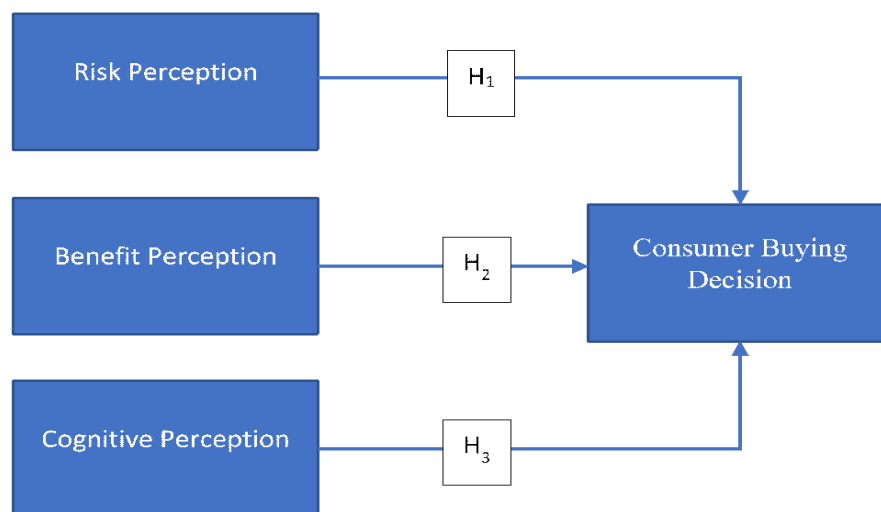 Risk Perception
H₁
Benefit Perception
H₂
Consumer Buying
Decision
Cognitive Perception
H₃